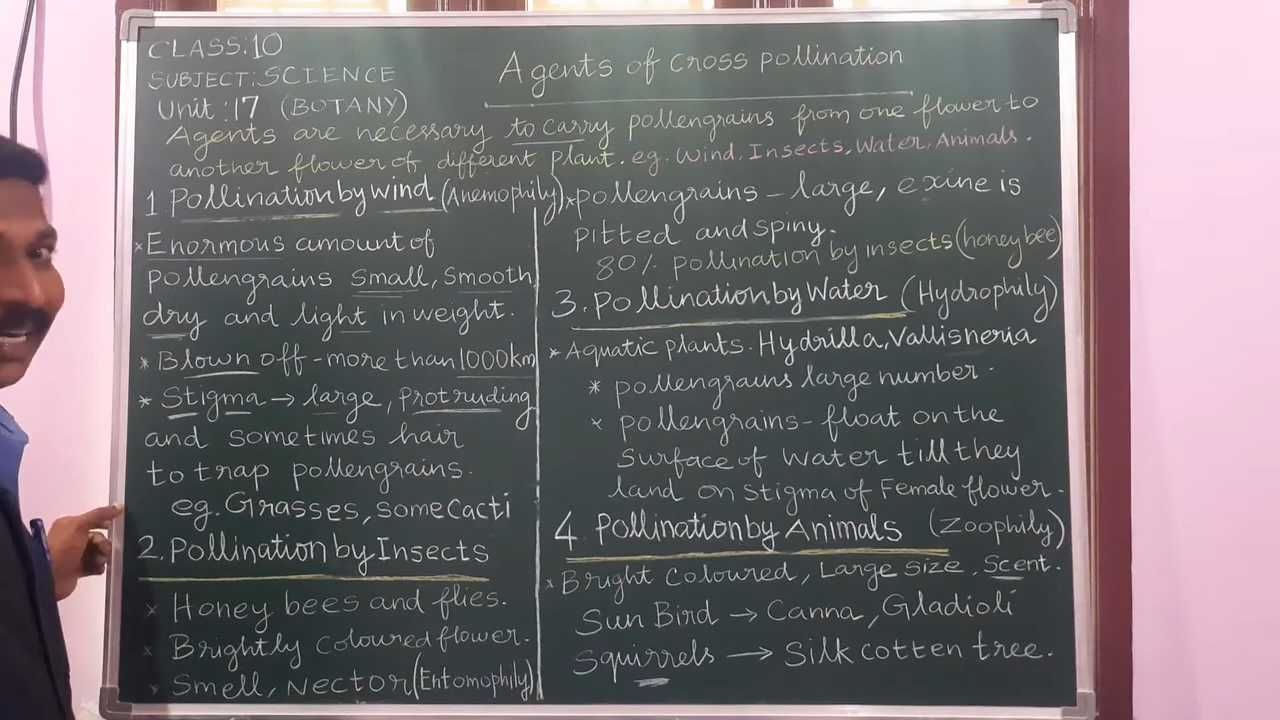 CLASS:10
SUBJECT:SCIENCE
Unit :17 (BOTANY)
Agents of cross pollination
Agents are necessary to carry pollengrains from one flower to
another flower of different plant. eg. Wind, Insects, Water, Animals.
1. Pollination by wind (Anemophily)
*Enormous amount of
pollengrains small, smooth,
dry and light in weight.
* Blown off - more than 1000km
* Stigma → large, protruding
and sometimes hair
to trap pollengrains.
eg. Grasses, some cacti
2. Pollination by Insects
* Honey bees and flies.
* Brightly coloured flower.
* Smell, Nector (Entomophily)
*pollengrains - large, exine is
pitted and spiny.
80% pollination by insects (honey bee)
3. Pollination by Water (Hydrophily)
* Aquatic plants. Hydrilla, Vallisneria
* pollengrains large number.
* pollengrains - float on the
surface of water till they
land on stigma of Female flower.
4. Pollination by Animals (Zoophily)
* Bright coloured, Large size, Scent.
Sun Bird → Canna, Gladioli
Squirrels → Silk cotten tree.